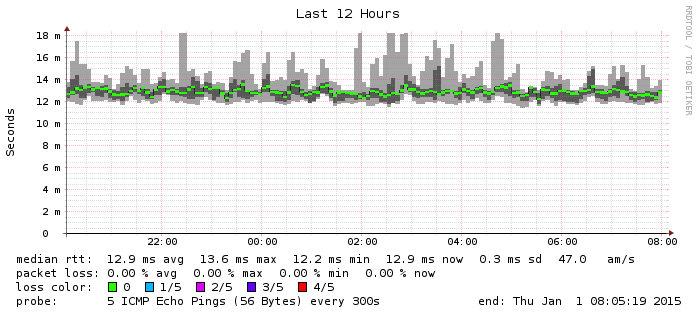 Last 12 Hours
RRDTOOL / TOBI OETIKER
Seconds
18 m
16 m
14 m
12 m
10 m
8 m
6 m
4 m
2 m
0
22:00 00:00 02:00 04:00 06:00 08:00
median rtt: 12.9 ms avg 13.6 ms max 12.2 ms min 12.9 ms now 0.3 ms sd 47.0 am/s
packet loss: 0.00 % avg 0.00 % max 0.00 % min 0.00 % now
loss color: 0 1/5 2/5 3/5 4/5
probe: 5 ICMP Echo Pings (56 Bytes) every 300s end: Thu Jan 1 08:05:19 2015